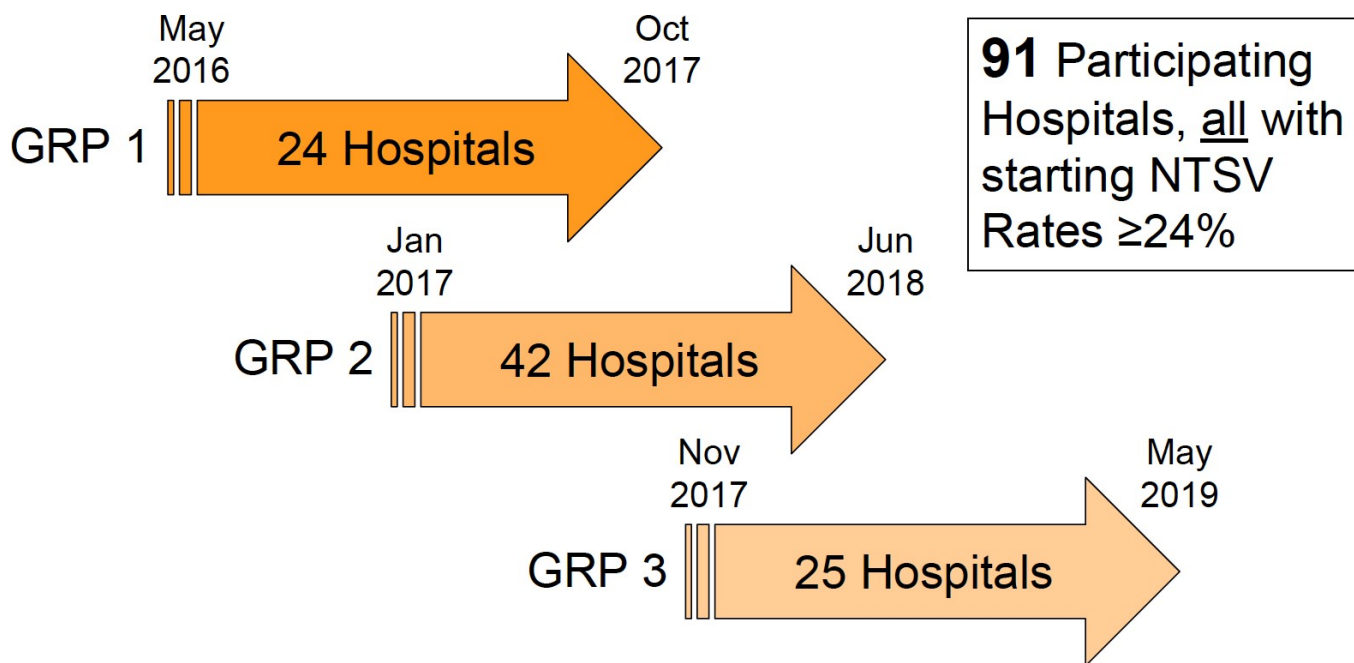 May
2016
Oct
2017
GRP 1
24 Hospitals
91 Participating
Hospitals, all with
starting NTSV
Rates ≥24%
Jan
2017
Jun
2018
GRP 2
42 Hospitals
Nov
2017
May
2019
GRP 3
25 Hospitals